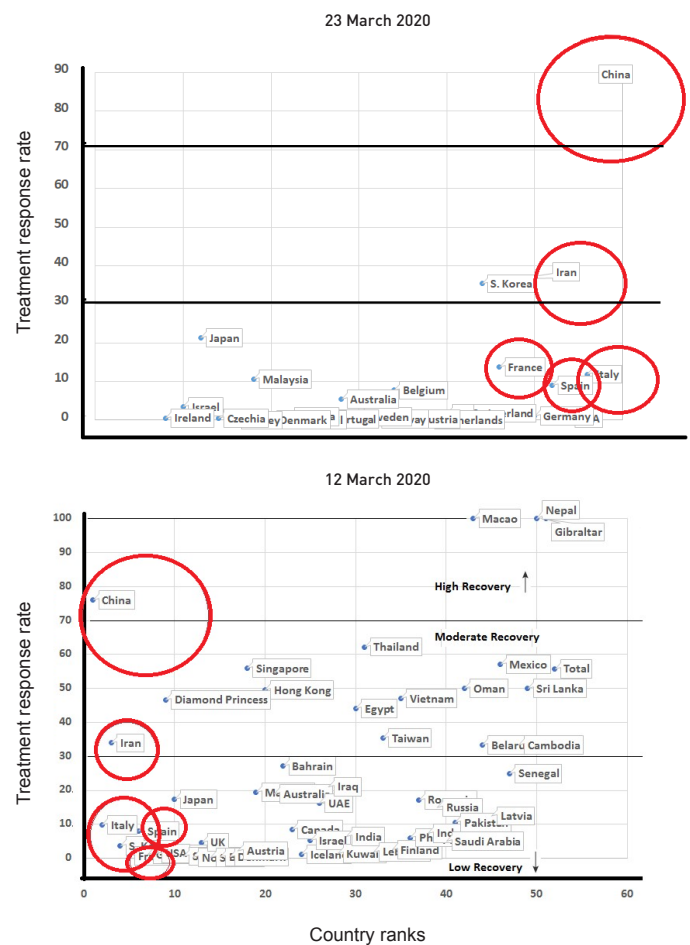 23 March 2020
Treatment response rate
90
80
70
60
50
40
30
20
10
0
China
Iran
S. Korea
Japan
France
Italy
Malaysia
Spain
Belgium
Australia
Israel
Ireland
Czechia
Denmark
Germany
12 March 2020
Treatment response rate
100
90
80
70
60
50
40
30
20
10
0
Macao
Nepal
Gibraltar
High Recovery
China
Moderate Recovery
Thailand
Singapore
Mexico
Total
Hong Kong
Diamond Princess
Vietnam
Oman
Sri Lanka
Egypt
Iran
Taiwan
Cambodia
Bahrain
Senegal
Australia
Iraq
Japan
UAE
Russia
Italy
Spain
Canada
Pakistan
Latvia
UK
Israel
India
Saudi Arabia
Austria
Finland
Low Recovery
0 10 20 30 40 50 60
Country ranks